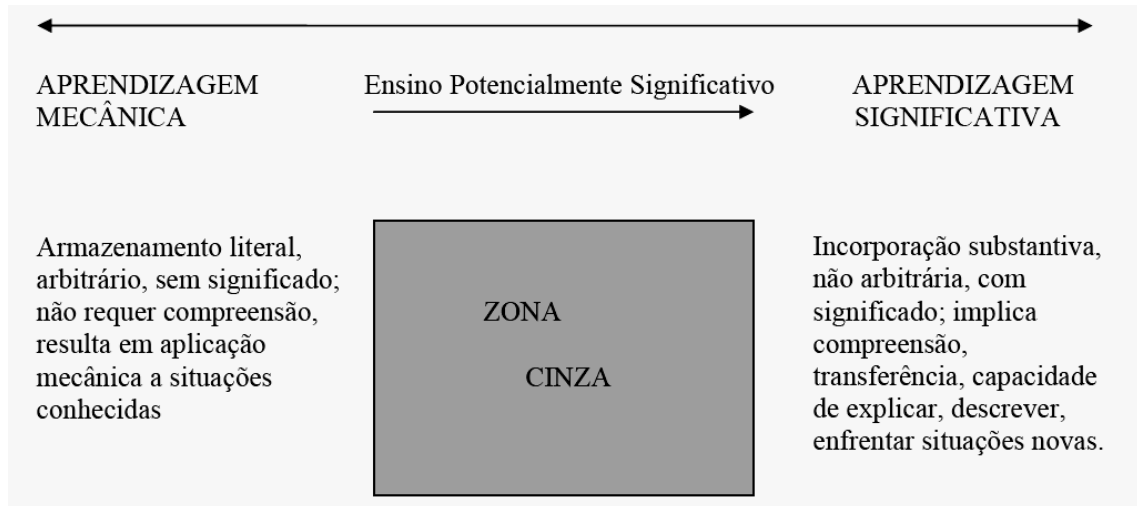 APRENDIZAGEM
MECÂNICA
Ensino Potencialmente Significativo
APRENDIZAGEM
SIGNIFICATIVA
Armazenamento literal,
arbitrário, sem significado;
não requer compreensão,
resulta em aplicação
mecânica a situações
conhecidas
ZONA
CINZA
Incorporação substantiva,
não arbitrária, com
significado; implica
compreensão,
transferência, capacidade
de explicar, descrever,
enfrentar situações novas.